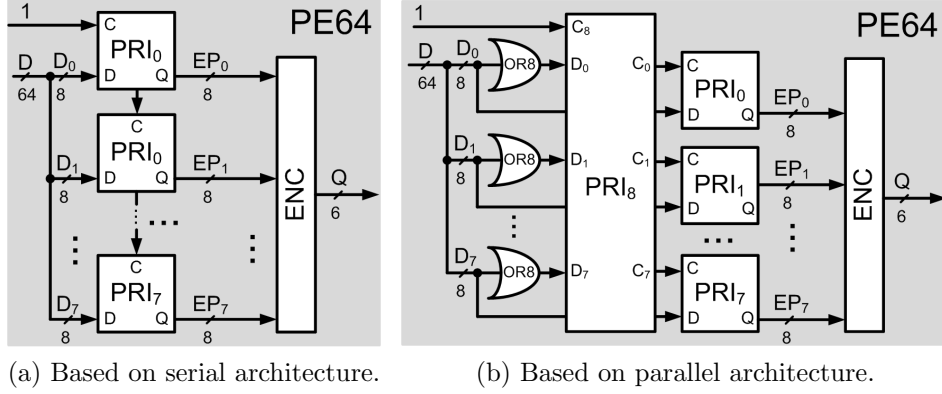 1
C
PRI0
D Q
PE64
D
64
D0
8
EP0
8
C
PRI0
D Q
D1
8
EP1
8
ENC
Q
6
C
PRI7
D Q
D7
8
EP7
8
(a) Based on serial architecture.
1
PE64
D
64
D0
8
OR8
D1
8
OR8
D7
8
OR8
C8
D0
D1
D7
PRI8
C0
C1
C7
C
PRI0
D Q
EP0
8
C
PRI1
D Q
EP1
8
C
PRI7
D Q
EP7
8
ENC
Q
6
(b) Based on parallel architecture.